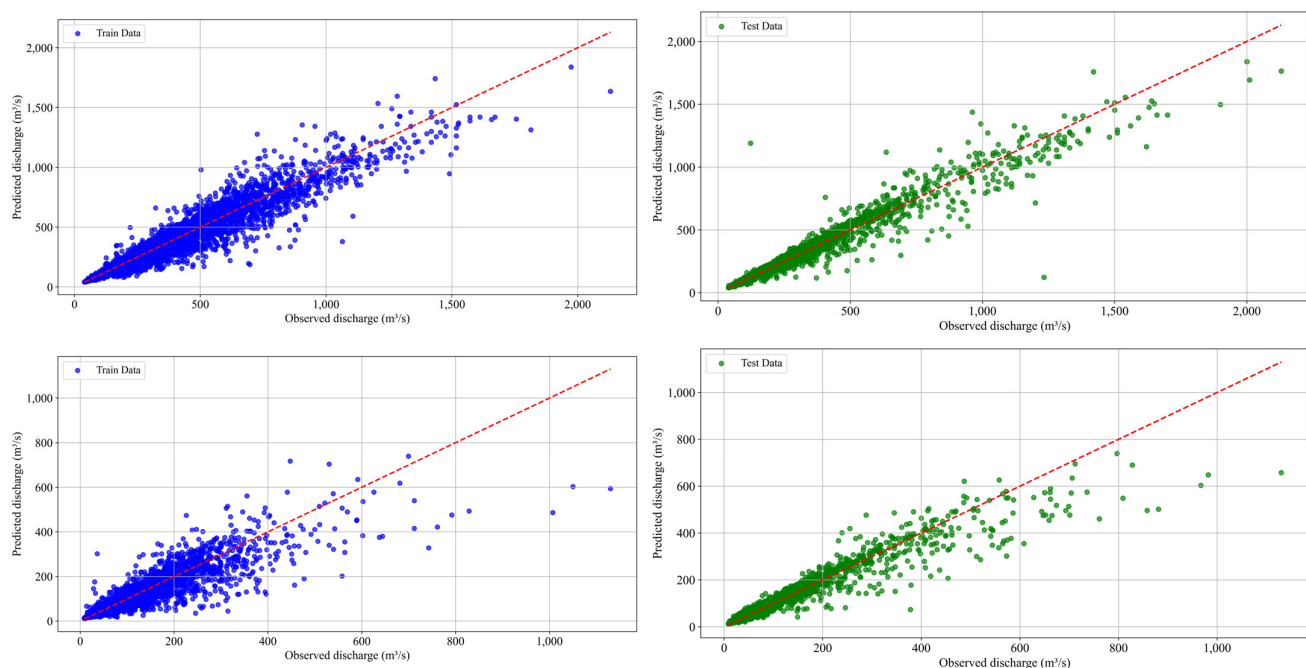 Train Data
Predicted discharge (m³/s)
2,000
1,500
1,000
500
0
0 500 1,000 1,500 2,000
Observed discharge (m³/s)
Test Data
Predicted discharge (m³/s)
2,000
1,500
1,000
500
0
0 500 1,000 1,500 2,000
Observed discharge (m³/s)
Train Data
Predicted discharge (m³/s)
1,000
800
600
400
200
0
0 200 400 600 800 1,000
Observed discharge (m³/s)
Test Data
Predicted discharge (m³/s)
1,000
800
600
400
200
0
0 200 400 600 800 1,000
Observed discharge (m³/s)